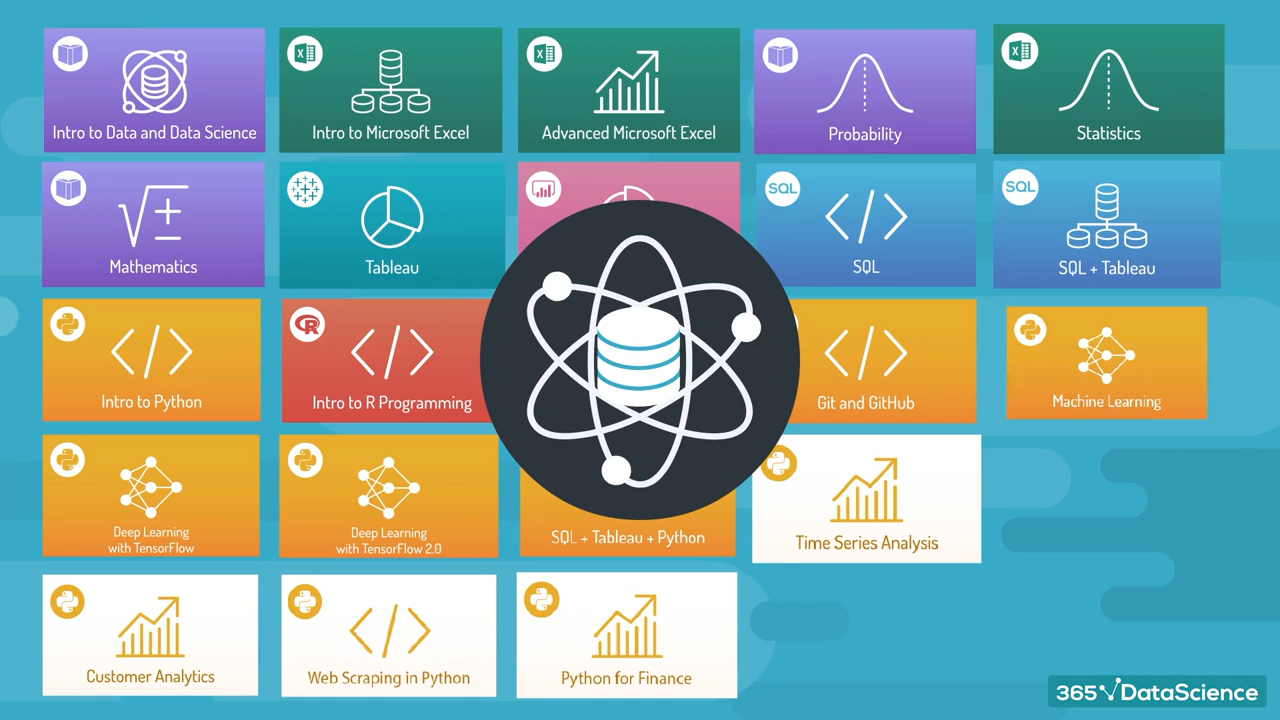 Intro to Data and Data Science
Intro to Microsoft Excel
Advanced Microsoft Excel
Probability
Statistics
Mathematics
Tableau
SQL
SQL
SQL
SQL + Tableau
Intro to Python
R
Intro to R Programming
Git and GitHub
Machine Learning
Deep Learning
with TensorFlow
Deep Learning
with TensorFlow 2.0
SQL + Tableau + Python
Time Series Analysis
Customer Analytics
Web Scraping in Python
Python for Finance
365 DataScience